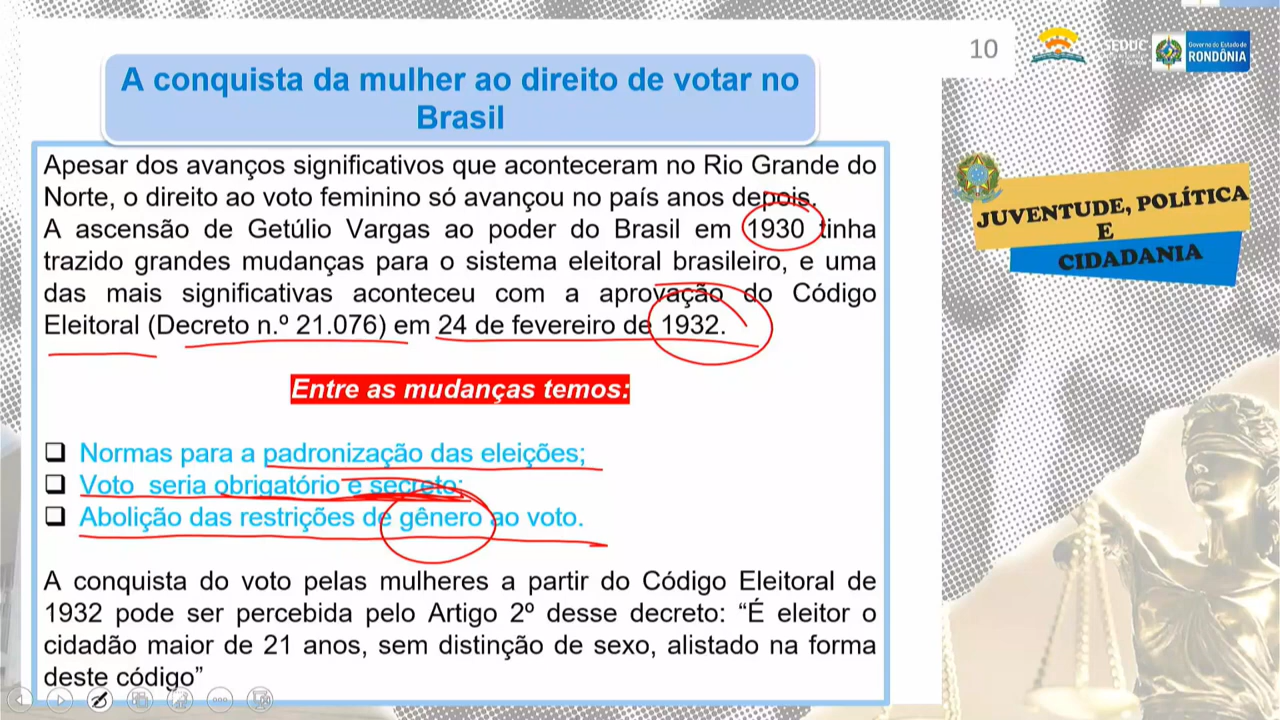 10
SEDUC
Governo do Estado de
RONDÔNIA
A conquista da mulher ao direito de votar no
Brasil
Apesar dos avanços significativos que aconteceram no Rio Grande do
Norte, o direito ao voto feminino só avançou no país anos depois.
A ascensão de Getúlio Vargas ao poder do Brasil em 1930 tinha
trazido grandes mudanças para o sistema eleitoral brasileiro, e uma
das mais significativas aconteceu com a aprovação do Código
Eleitoral (Decreto n.º 21.076) em 24 de fevereiro de 1932.
Entre as mudanças temos:
Normas para a padronização das eleições;
Voto seria obrigatório e secreto;
Abolição das restrições de gênero ao voto.
A conquista do voto pelas mulheres a partir do Código Eleitoral de
1932 pode ser percebida pelo Artigo 2º desse decreto: “É eleitor o
cidadão maior de 21 anos, sem distinção de sexo, alistado na forma
deste código”
JUVENTUDE, POLÍTICA
E
CIDADANIA